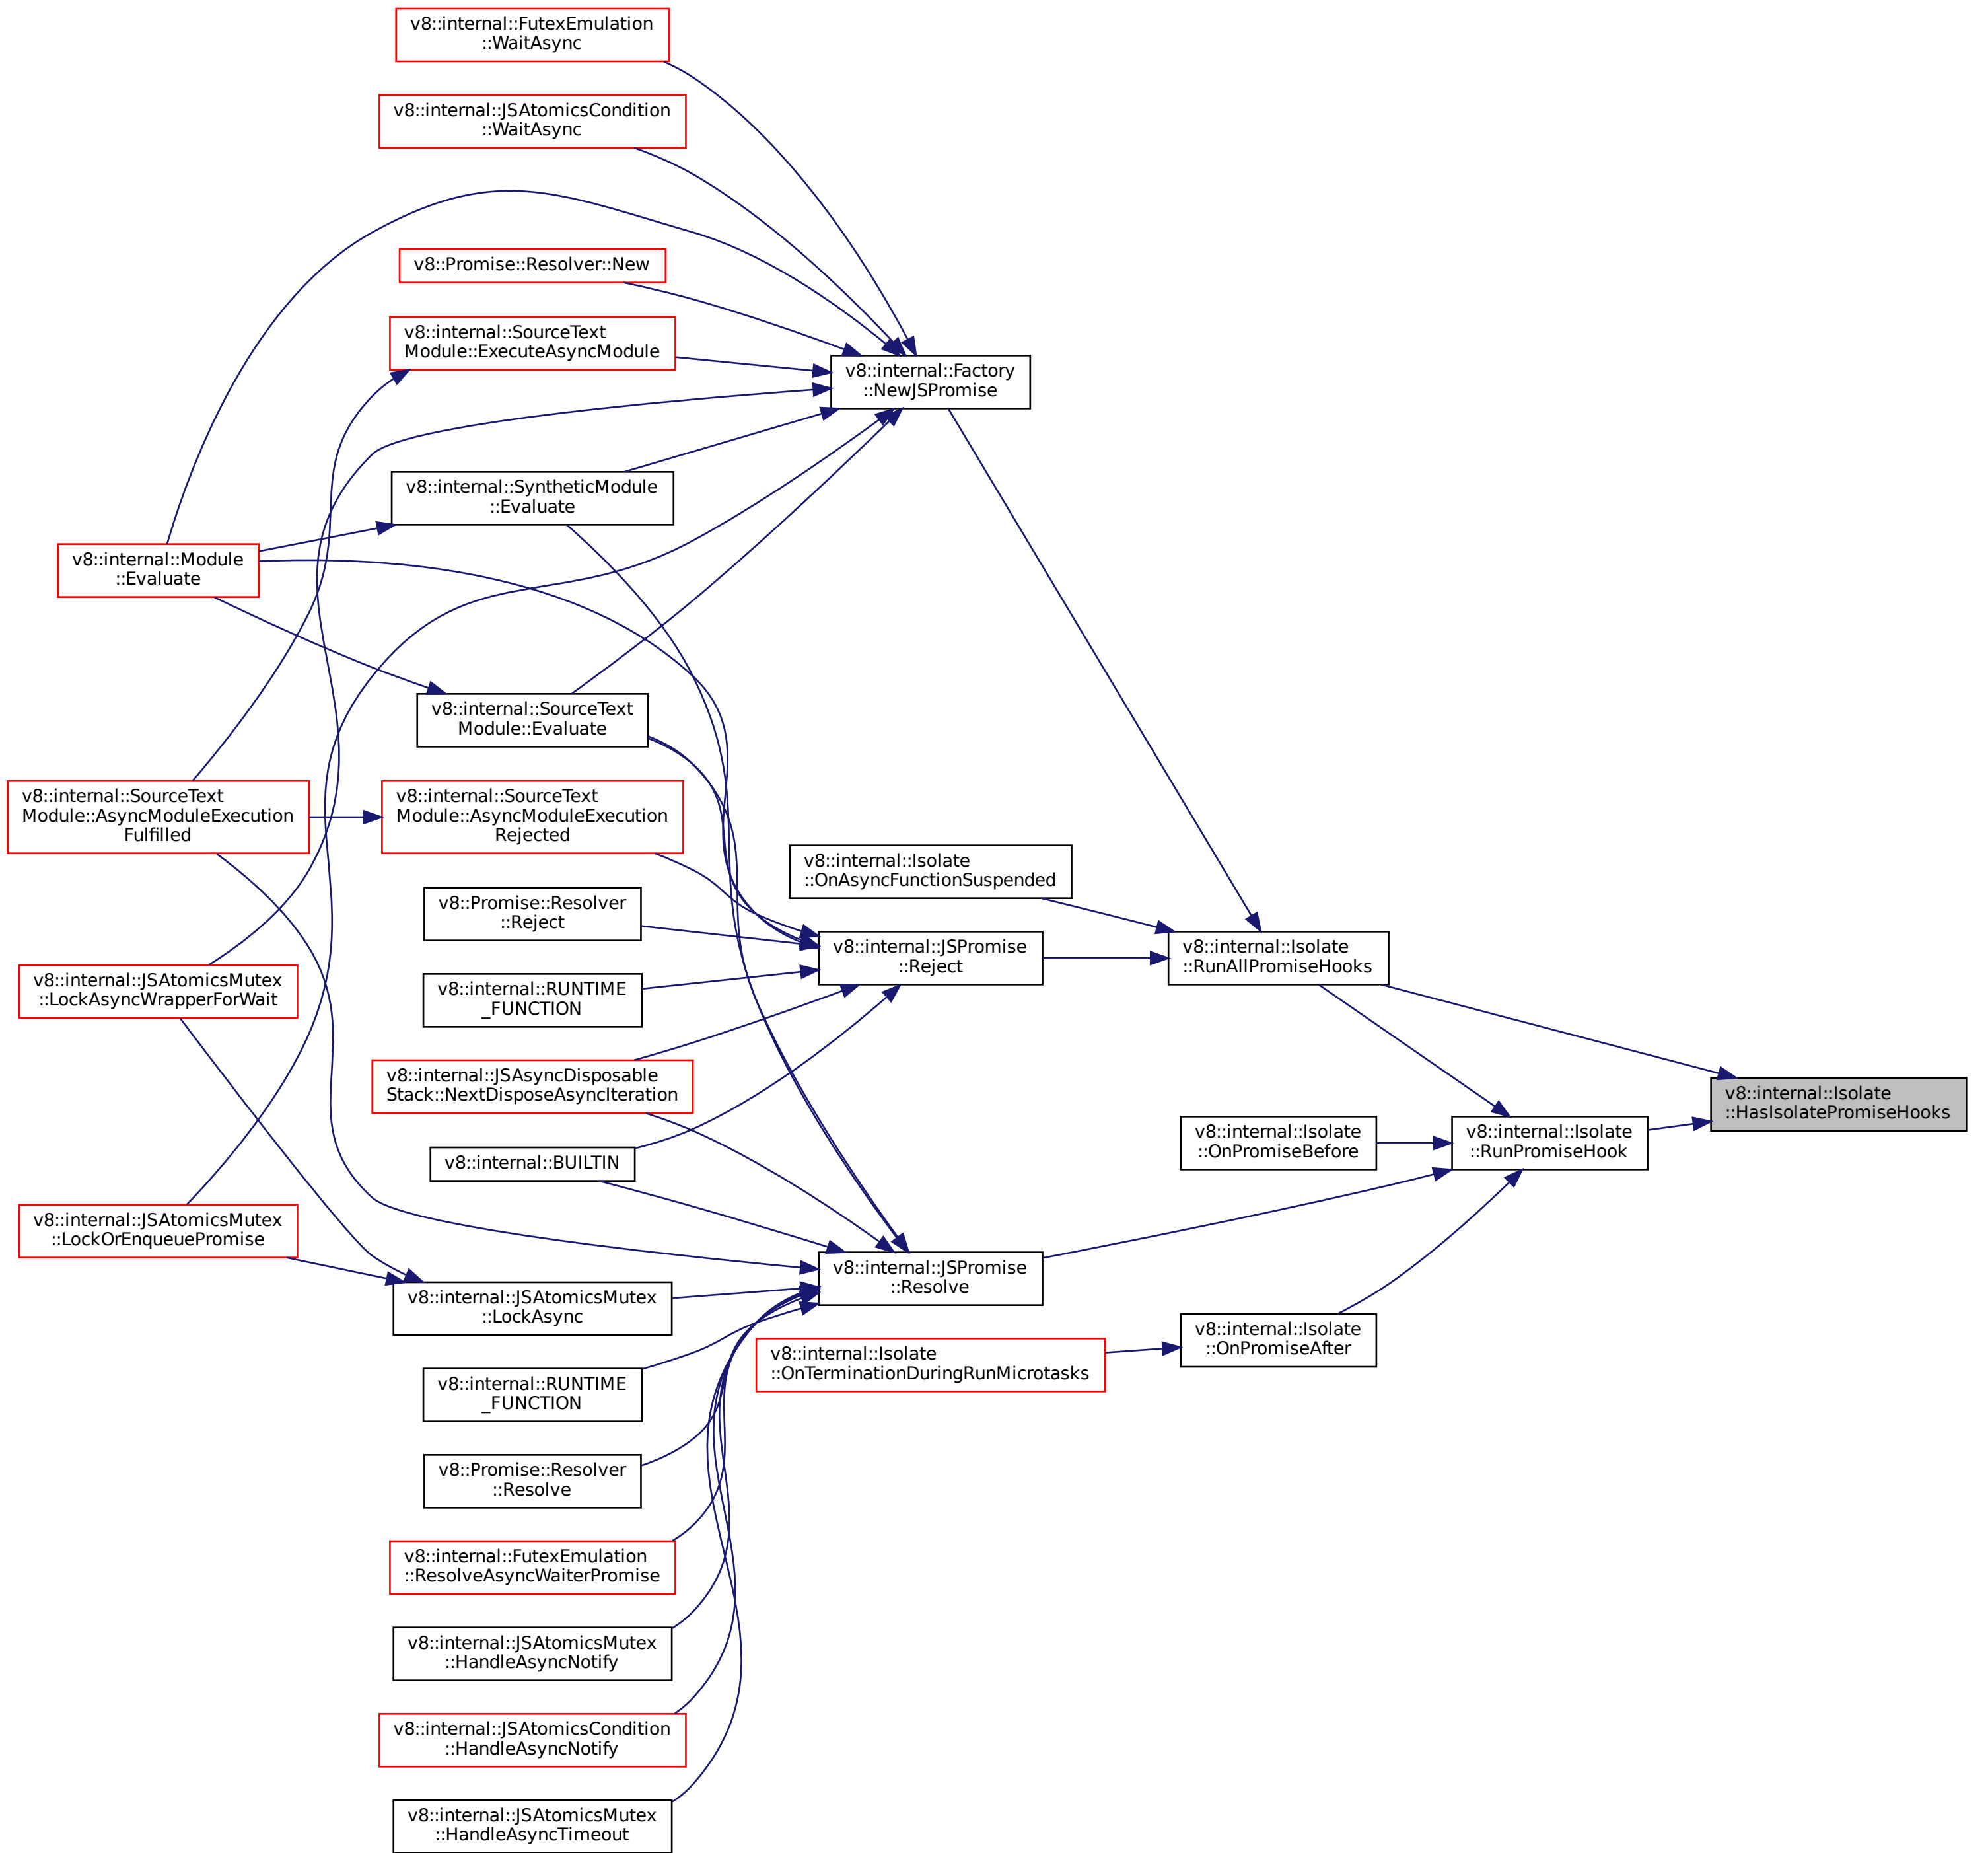 v8::internal::FutexEmulation
::WaitAsync
v8::internal::JSAtomicsCondition
::WaitAsync
v8::Promise::Resolver::New
v8::internal::SourceText
Module::ExecuteAsyncModule
v8::internal::Factory
::NewJSPromise
v8::internal::SyntheticModule
::Evaluate
v8::internal::Module
::Evaluate
v8::internal::SourceText
Module::Evaluate
v8::internal::SourceText
Module::AsyncModuleExecution
Fulfilled
v8::internal::SourceText
Module::AsyncModuleExecution
Rejected
v8::internal::Isolate
::OnAsyncFunctionSuspended
v8::Promise::Resolver
::Reject
v8::internal::JSPromise
::Reject
v8::internal::Isolate
::RunAllPromiseHooks
v8::internal::JSAtomicsMutex
::LockAsyncWrapperForWait
v8::internal::RUNTIME
_FUNCTION
v8::internal::JSAsyncDisposable
Stack::NextDisposeAsyncIteration
v8::internal::Isolate
::HasIsolatePromiseHooks
v8::internal::BUILTIN
v8::internal::Isolate
::OnPromiseBefore
v8::internal::Isolate
::RunPromiseHook
v8::internal::JSAtomicsMutex
::LockOrEnqueuePromise
v8::internal::JSPromise
::Resolve
v8::internal::JSAtomicsMutex
::LockAsync
v8::internal::Isolate
::OnTerminationDuringRunMicrotasks
v8::internal::Isolate
::OnPromiseAfter
v8::internal::RUNTIME
_FUNCTION
v8::Promise::Resolver
::Resolve
v8::internal::FutexEmulation
::ResolveAsyncWaiterPromise
v8::internal::JSAtomicsMutex
::HandleAsyncNotify
v8::internal::JSAtomicsCondition
::HandleAsyncNotify
v8::internal::JSAtomicsMutex
::HandleAsyncTimeout